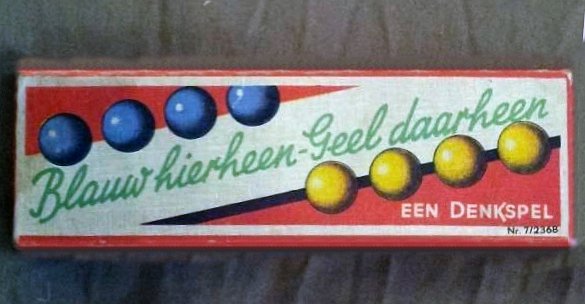 Blauw hierheen-Geel daarheen
EEN DENKSPEL
Nr. 7/2368